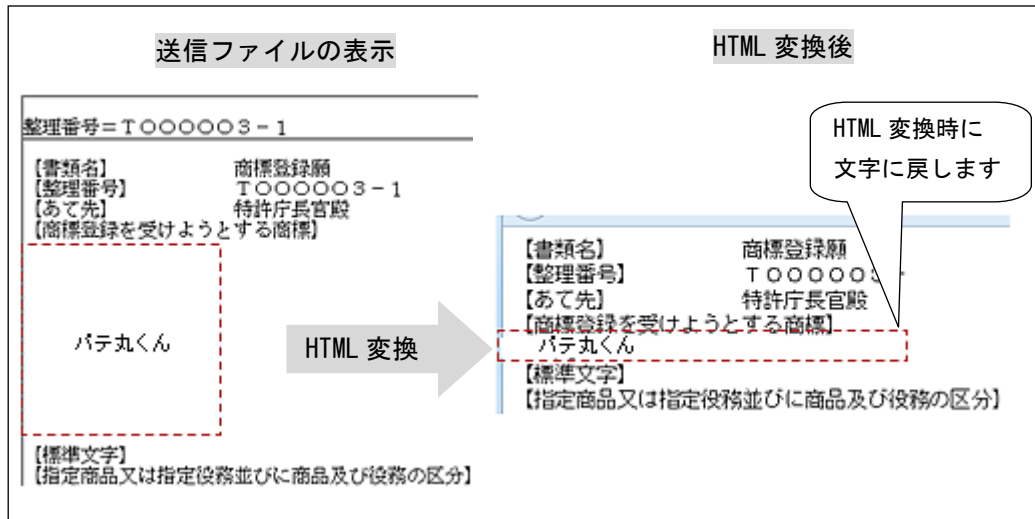 送信ファイルの表示
整理番号=T000003-1
【書類名】 商標登録願
【整理番号】 T000003-1
【あて先】 特許庁長官殿
【商標登録を受けようとする商標】
パテ丸くん
【標準文字】
【指定商品又は指定役務並びに商品及び役務の区分】
HTML 変換
HTML 変換後
HTML 変換時に
文字に戻します
【書類名】 商標登録願
【整理番号】 T000003-
【あて先】 特許庁長官殿
【商標登録を受けようとする商標】
パテ丸くん
【標準文字】
【指定商品又は指定役務並びに商品及び役務の区分】